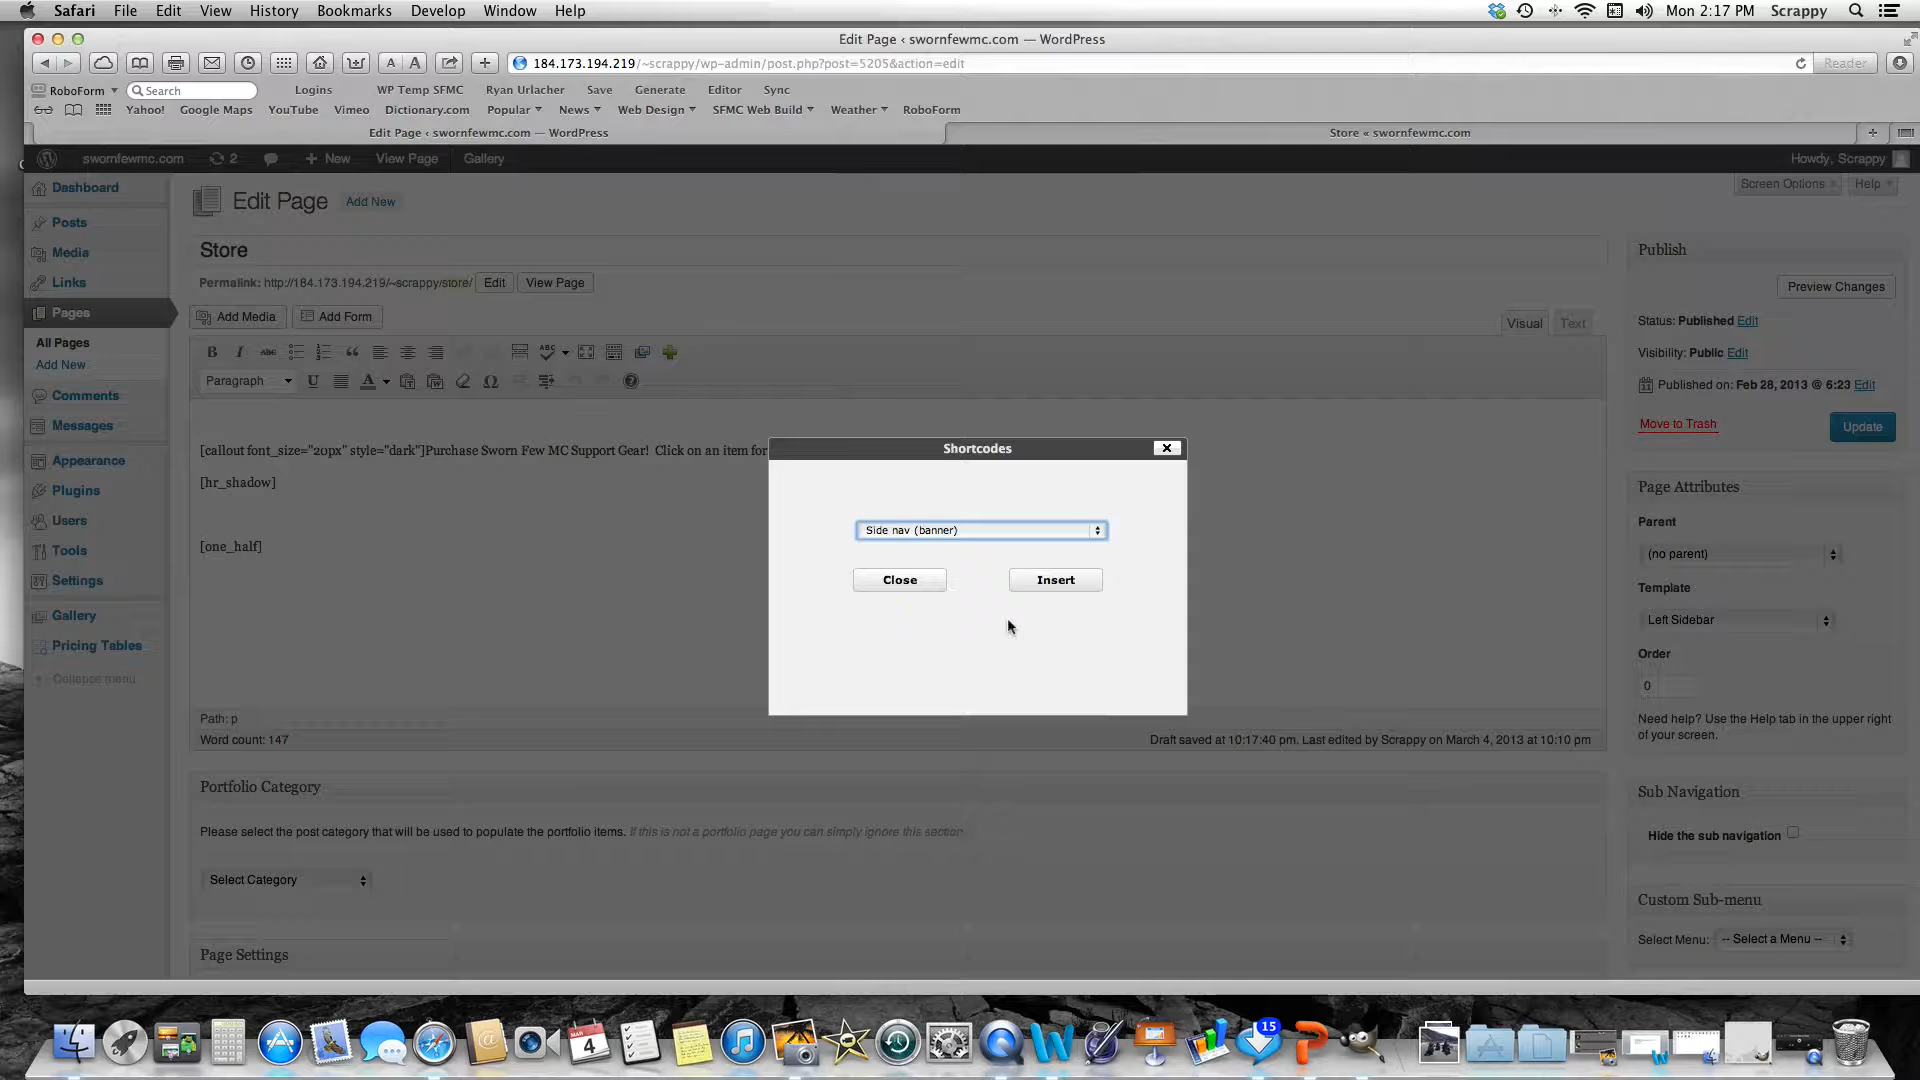 Safari File Edit View History Bookmarks Develop Window Help Mon 2:17 PM Scrappy
Edit Page ‹ swornfewmc.com — WordPress
A A 184.173.194.219/~scrappy/wp-admin/post.php?post=5205&action=edit Reader
RoboForm Search Logins WP Temp SFMC Ryan Urlacher Save Generate Editor Sync
Yahoo! Google Maps YouTube Vimeo Dictionary.com Popular News Web Design SFMC Web Build Weather RoboForm
Edit Page ‹ swornfewmc.com — WordPress Store « swornfewmc.com
swornfewmc.com 2 + New View Page Gallery Howdy, Scrappy
Screen Options Help
Dashboard
Posts
Media
Links
Pages
All Pages
Add New
Comments
Messages
Appearance
Plugins
Users
Tools
Settings
Gallery
Pricing Tables
Collapse menu
Edit Page Add New
Store
Permalink: http://184.173.194.219/~scrappy/store/ Edit View Page
Add Media Add Form Visual Text
B I ABC ABC
Paragraph U A Ω
[callout font_size="20px" style="dark"]Purchase Sworn Few MC Support Gear! Click on an item for
[hr_shadow]
[one_half]
Path: p
Word count: 147 Draft saved at 10:17:40 pm. Last edited by Scrappy on March 4, 2013 at 10:10 pm
Shortcodes
Side nav (banner)
Close Insert
Portfolio Category
Please select the post category that will be used to populate the portfolio items. If this is not a portfolio page you can simply ignore this section
Select Category
Page Settings
Publish
Preview Changes
Status: Published Edit
Visibility: Public Edit
Published on: Feb 28, 2013 @ 6:23 Edit
Move to Trash Update
Page Attributes
Parent
(no parent)
Template
Left Sidebar
Order
0
Need help? Use the Help tab in the upper right
of your screen.
Sub Navigation
Hide the sub navigation
Custom Sub-menu
Select Menu: -- Select a Menu --
MAR
4
15